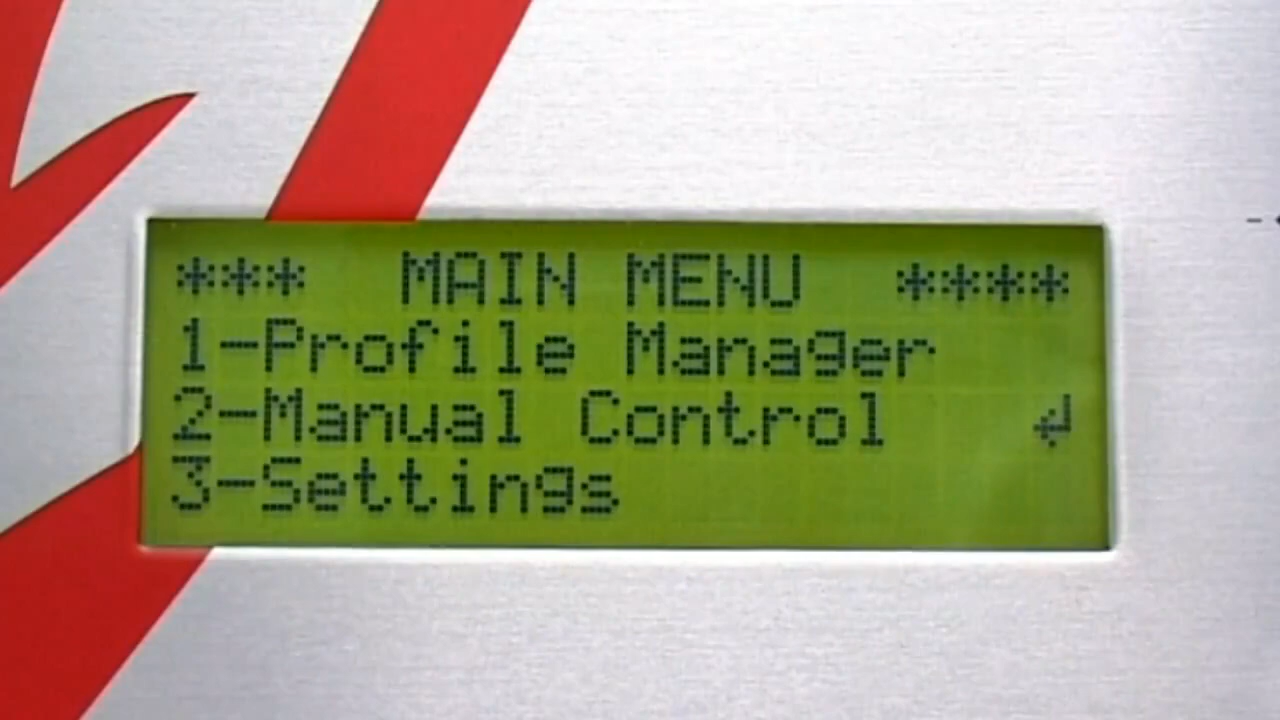 *** MAIN MENU ****
1-Profile Manager
2-Manual Control ↲
3-Settings